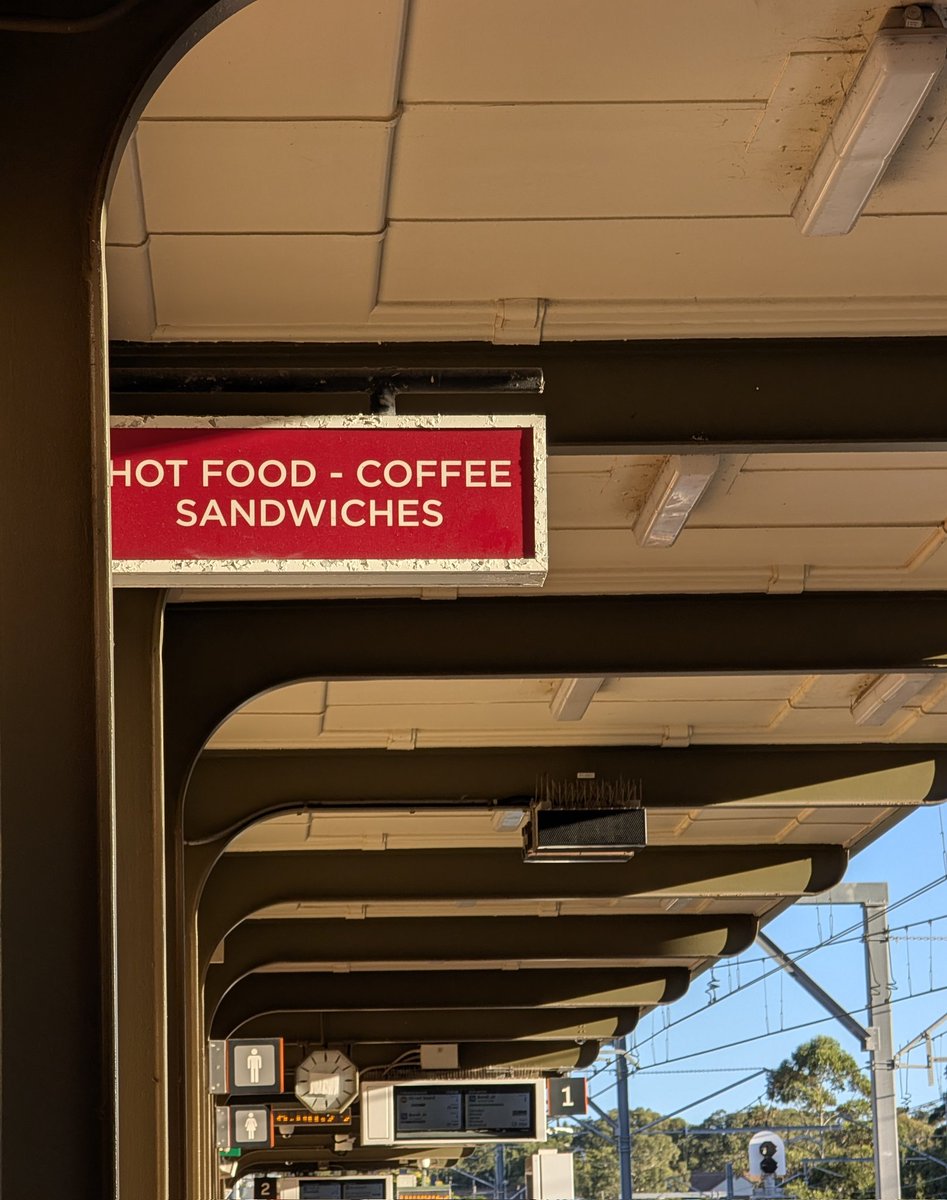 HOT FOOD - COFFEE
SANDWICHES
1
2